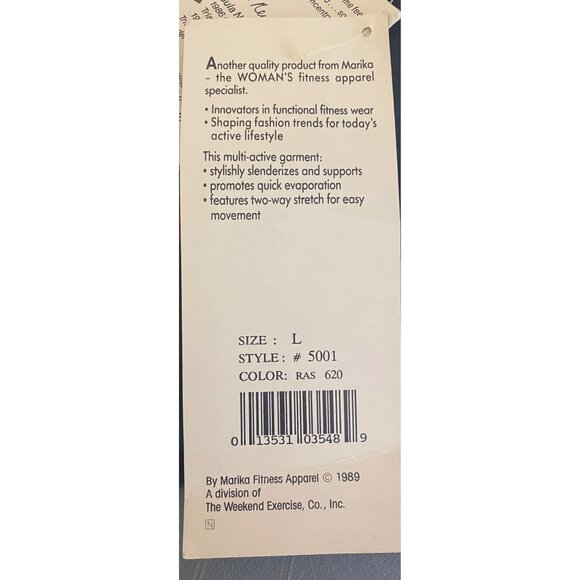 Another quality product from Marika
- the WOMAN'S fitness apparel
specialist.
• Innovators in functional fitness wear
• Shaping fashion trends for today's
active lifestyle
This multi-active garment:
• stylishly slenderizes and supports
• promotes quick evaporation
• features two-way stretch for easy
movement
SIZE : L
STYLE : # 5001
COLOR: RAS 620
0 13531 03548 9
By Marika Fitness Apparel © 1989
A division of
The Weekend Exercise, Co., Inc.
N